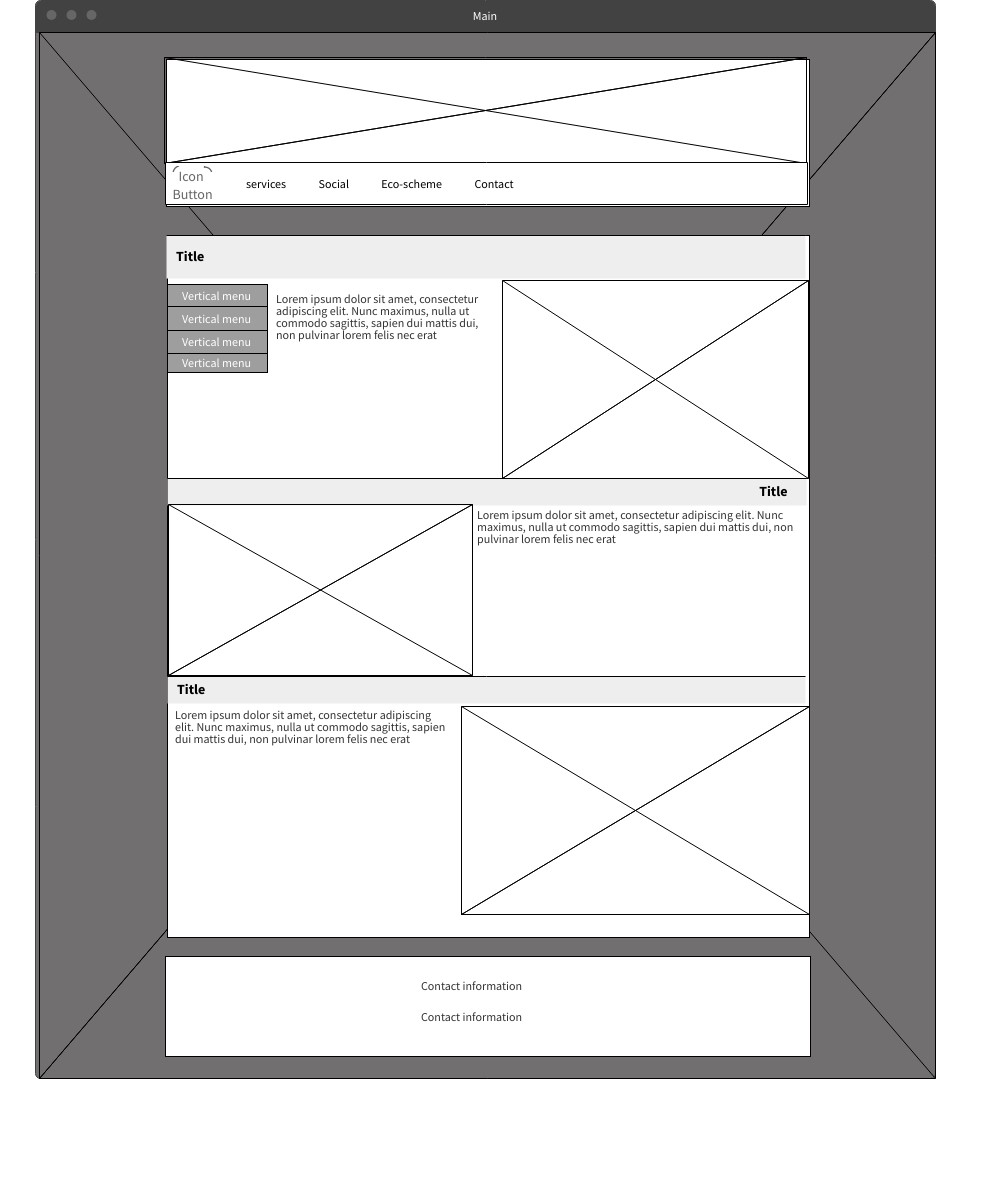 Main
Icon
Button
services
Social
Eco-scheme
Contact
Title
Vertical menu
Vertical menu
Vertical menu
Vertical menu
Lorem ipsum dolor sit amet, consectetur
adipiscing elit. Nunc maximus, nulla ut
commodo sagittis, sapien dui mattis dui,
non pulvinar lorem felis nec erat
Title
Lorem ipsum dolor sit amet, consectetur adipiscing elit. Nunc
maximus, nulla ut commodo sagittis, sapien dui mattis dui, non
pulvinar lorem felis nec erat
Title
Lorem ipsum dolor sit amet, consectetur adipiscing
elit. Nunc maximus, nulla ut commodo sagittis, sapien
dui mattis dui, non pulvinar lorem felis nec erat
Contact information
Contact information